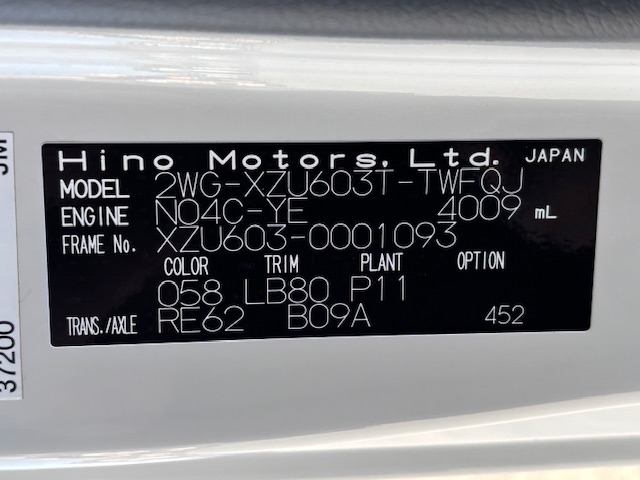 Hino Motors, Ltd. JAPAN
MODEL 2WG-XZU603T-TWFQJ
ENGINE N04C-YE 4009 mL
FRAME No. XZU603-0001093
COLOR TRIM PLANT OPTION
058 LB80 P11
TRANS./AXLE RE62 B09A 452
37200